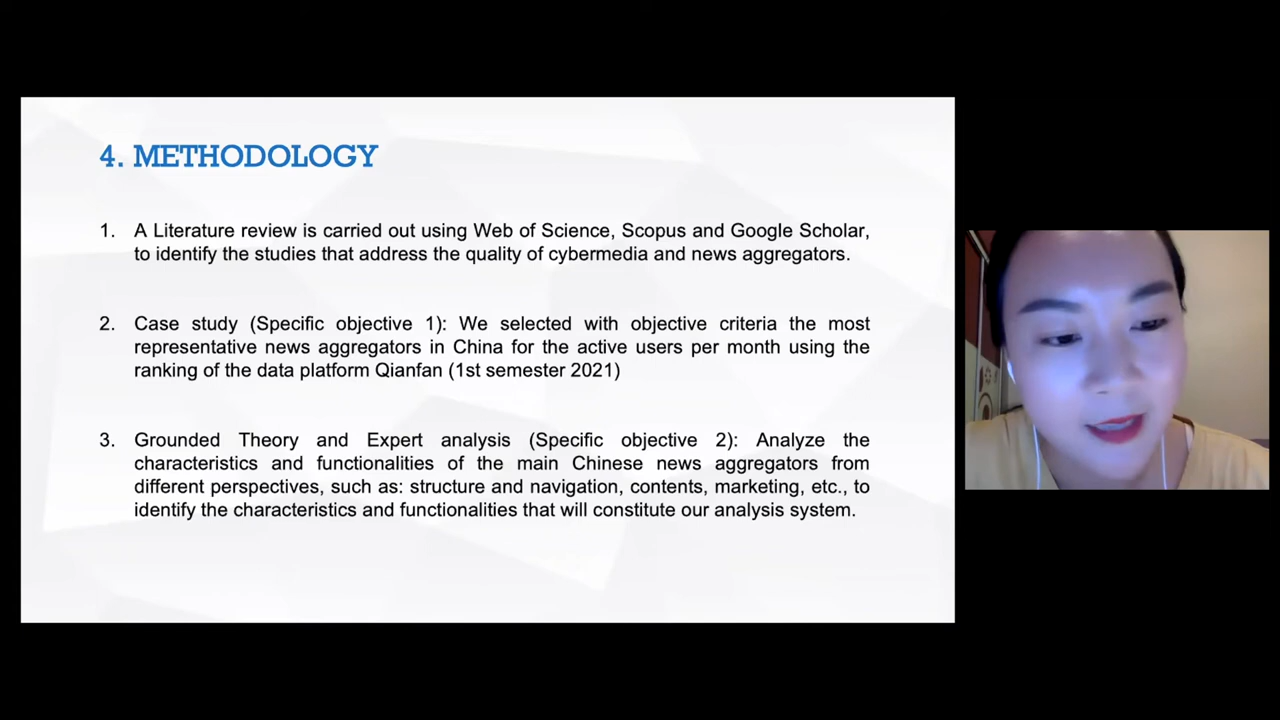 4. METHODOLOGY
1. A Literature review is carried out using Web of Science, Scopus and Google Scholar,
to identify the studies that address the quality of cybermedia and news aggregators.
2. Case study (Specific objective 1): We selected with objective criteria the most
representative news aggregators in China for the active users per month using the
ranking of the data platform Qianfan (1st semester 2021)
3. Grounded Theory and Expert analysis (Specific objective 2): Analyze the
characteristics and functionalities of the main Chinese news aggregators from
different perspectives, such as: structure and navigation, contents, marketing, etc., to
identify the characteristics and functionalities that will constitute our analysis system.